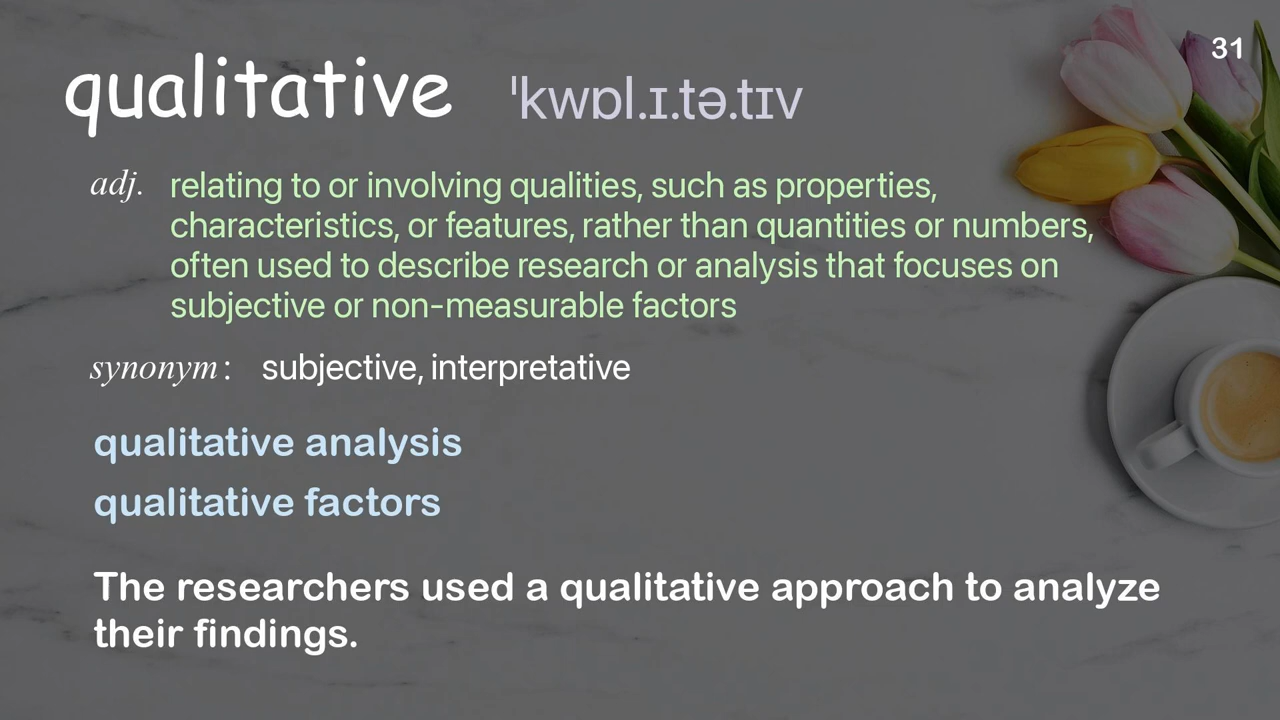 31
qualitative ˈkwɒl.ɪ.tə.tɪv
adj. relating to or involving qualities, such as properties,
characteristics, or features, rather than quantities or numbers,
often used to describe research or analysis that focuses on
subjective or non-measurable factors
synonym: subjective, interpretative
qualitative analysis
qualitative factors
The researchers used a qualitative approach to analyze
their findings.